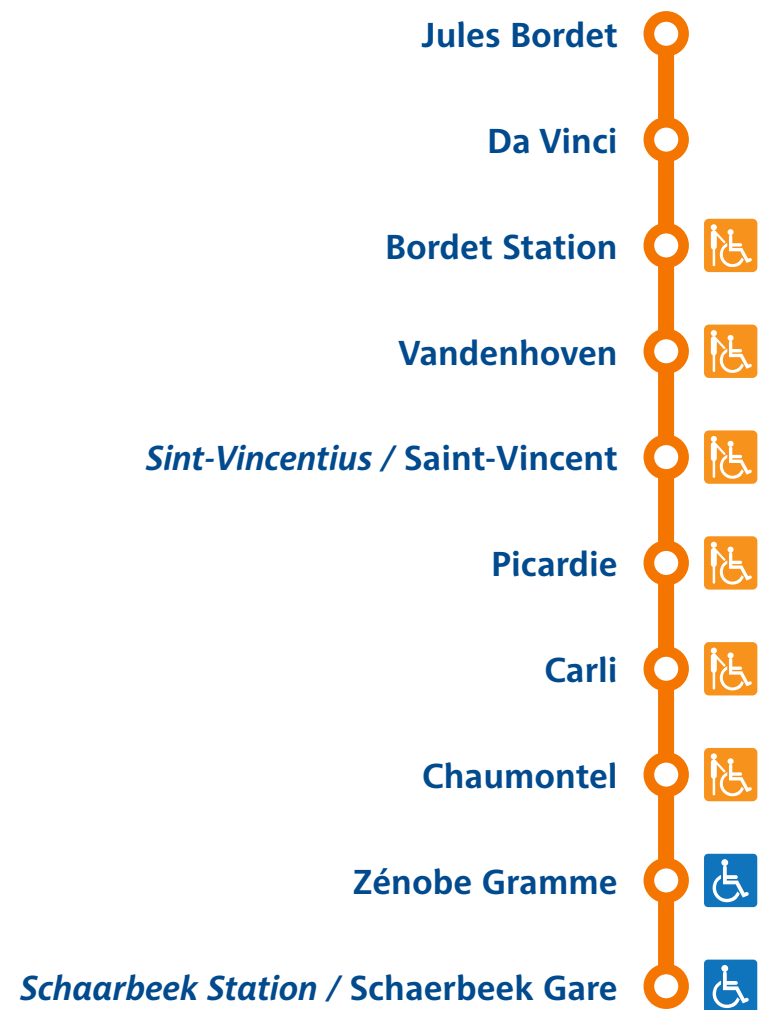 Jules Bordet
Da Vinci
Bordet Station
Vandenhoven
Sint-Vincentius / Saint-Vincent
Picardie
Carli
Chaumontel
Zénobe Gramme
Schaarbeek Station / Schaerbeek Gare